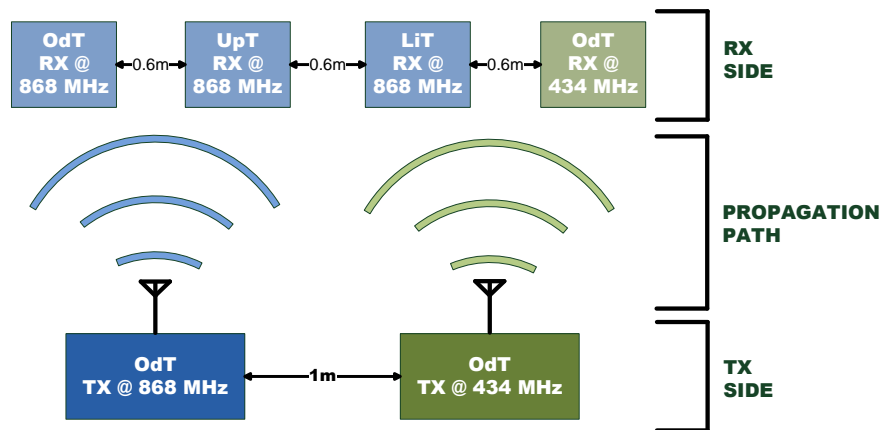 OdT
RX @
868 MHz
0.6m
UpT
RX @
868 MHz
0.6m
LiT
RX @
868 MHz
0.6m
OdT
RX @
434 MHz
RX
SIDE
PROPAGATION
PATH
OdT
TX @ 868 MHz
1m
OdT
TX @ 434 MHz
TX
SIDE